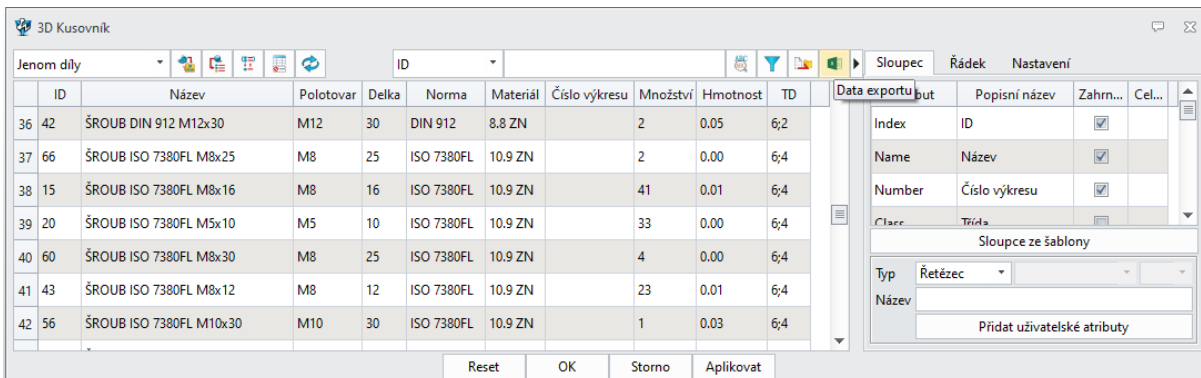 3D Kusovník
Jenom díly ID Sloupec Řádek Nastavení
ID Název Polotovar Delka Norma Materiál Číslo výkresu Množství Hmotnost TD Data exportu but Popisní název Zahrn... Cel...
36 42 ŠROUB DIN 912 M12x30 M12 30 DIN 912 8.8 ZN 2 0.05 6;2 Index ID
37 66 ŠROUB ISO 7380FL M8x25 M8 25 ISO 7380FL 10.9 ZN 2 0.00 6;4 Name Název
38 15 ŠROUB ISO 7380FL M8x16 M8 16 ISO 7380FL 10.9 ZN 41 0.01 6;4 Number Číslo výkresu
39 20 ŠROUB ISO 7380FL M5x10 M5 10 ISO 7380FL 10.9 ZN 33 0.00 6;4 Class Třída
40 60 ŠROUB ISO 7380FL M8x30 M8 25 ISO 7380FL 10.9 ZN 4 0.00 6;4 Sloupce ze šablony
41 43 ŠROUB ISO 7380FL M8x12 M8 12 ISO 7380FL 10.9 ZN 23 0.01 6;4 Typ Řetězec
Název
42 56 ŠROUB ISO 7380FL M10x30 M10 30 ISO 7380FL 10.9 ZN 1 0.03 6;4 Přidat uživatelské atributy
Reset OK Storno Aplikovat